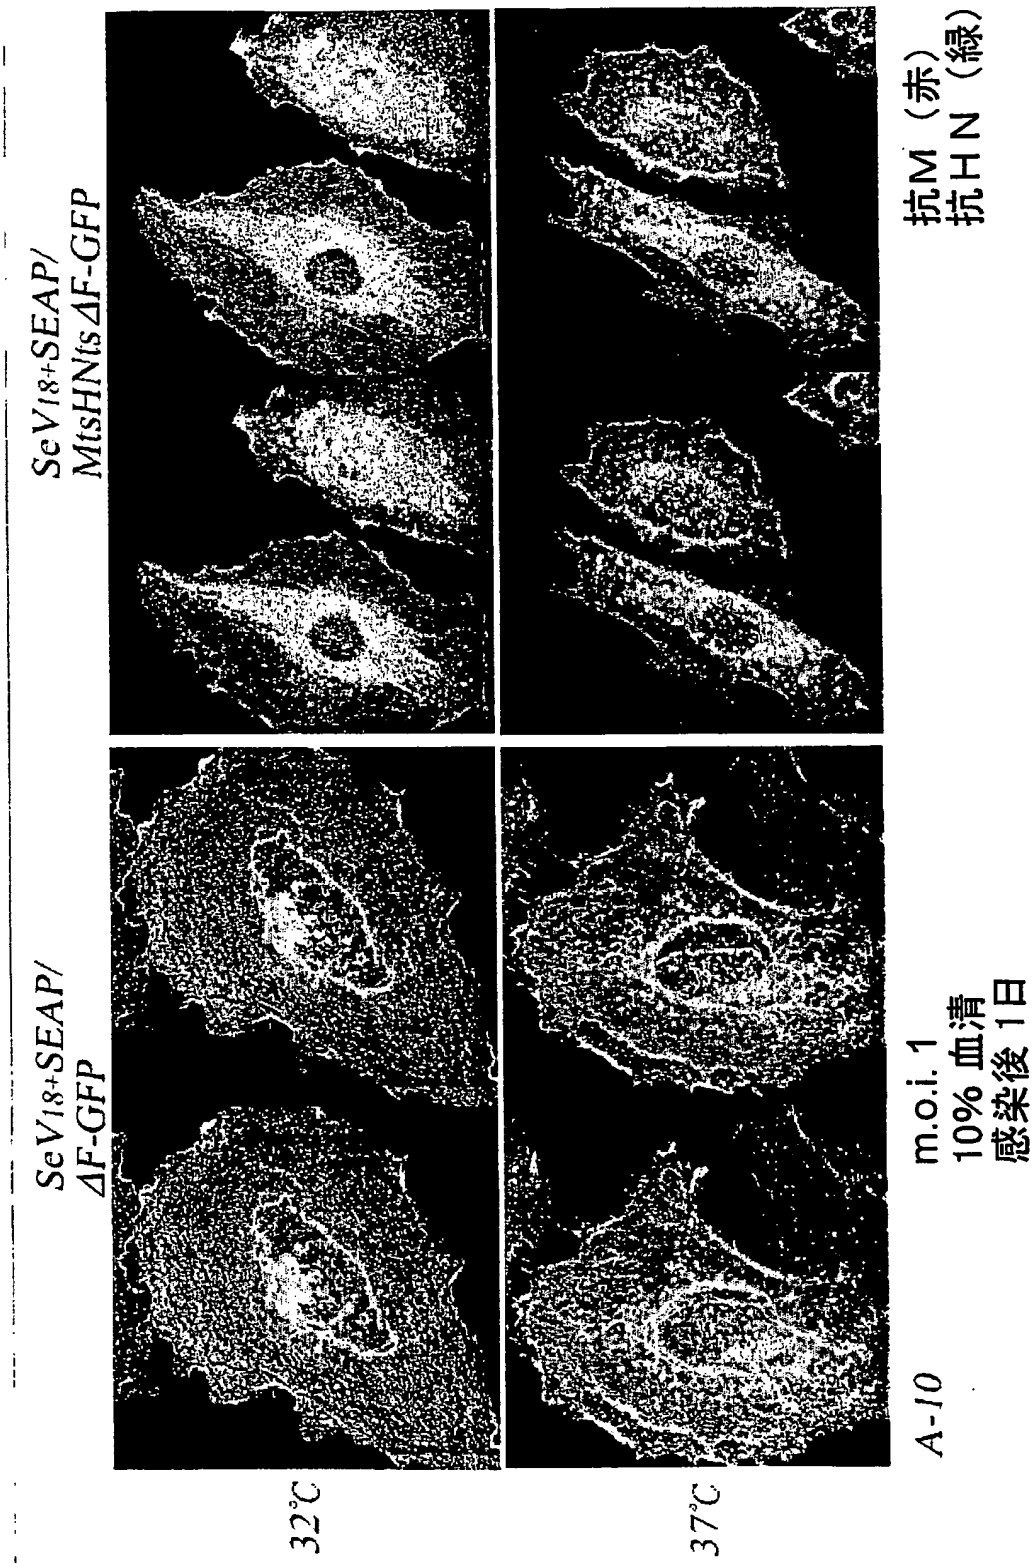 SeV18+SEAP/
ΔF-GFP
SeV18+SEAP/
MtsHNtsΔF-GFP
32℃
37℃
A-10
m.o.i. 1
10% 血清
感染後 1日
抗M (赤)
抗HN (緑)